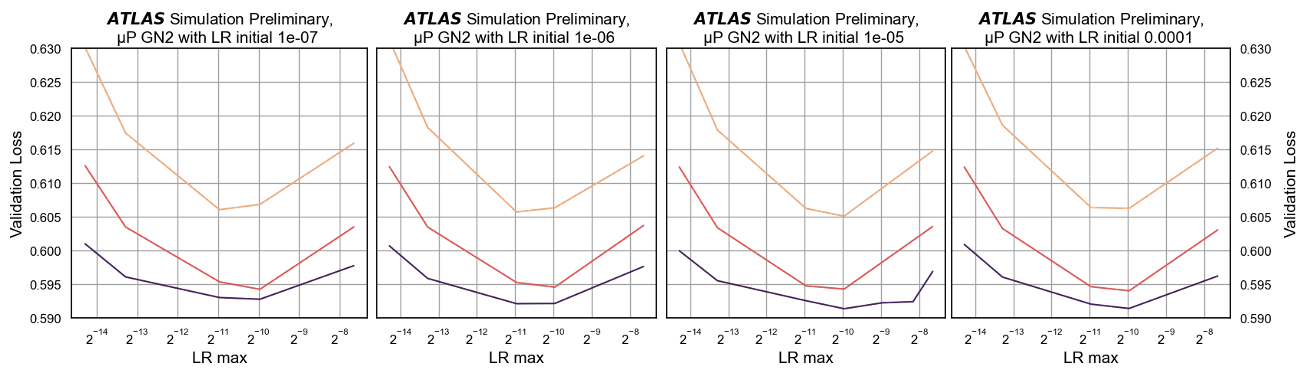 ATLAS Simulation Preliminary,
µP GN2 with LR initial 1e-07
ATLAS Simulation Preliminary,
µP GN2 with LR initial 1e-06
ATLAS Simulation Preliminary,
µP GN2 with LR initial 1e-05
ATLAS Simulation Preliminary,
µP GN2 with LR initial 0.0001
Validation Loss
0.630
0.625
0.620
0.615
0.610
0.605
0.600
0.595
0.590
2⁻¹⁴ 2⁻¹³ 2⁻¹² 2⁻¹¹ 2⁻¹⁰ 2⁻⁹ 2⁻⁸
LR max
2⁻¹⁴ 2⁻¹³ 2⁻¹² 2⁻¹¹ 2⁻¹⁰ 2⁻⁹ 2⁻⁸
LR max
2⁻¹⁴ 2⁻¹³ 2⁻¹² 2⁻¹¹ 2⁻¹⁰ 2⁻⁹ 2⁻⁸
LR max
2⁻¹⁴ 2⁻¹³ 2⁻¹² 2⁻¹¹ 2⁻¹⁰ 2⁻⁹ 2⁻⁸
LR max
0.630
0.625
0.620
0.615
0.610
0.605
0.600
0.595
0.590
Validation Loss